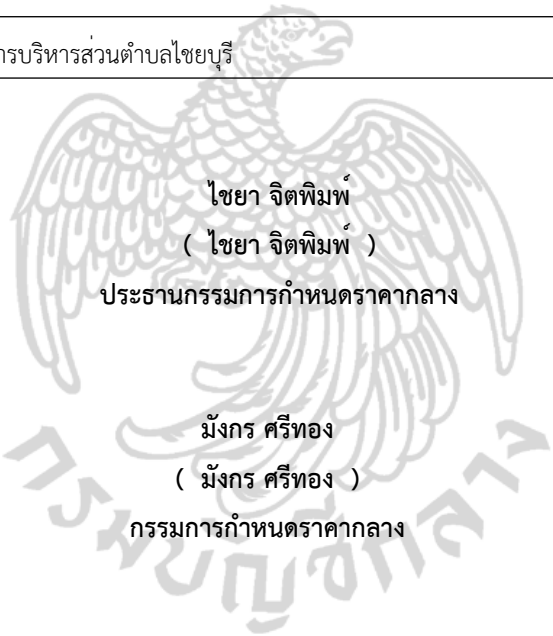 ารบริหารส่วนตำบลไชยบุรี
ไชยา จิตพิมพ์
( ไชยา จิตพิมพ์ )
ประธานกรรมการกำหนดราคากลาง
มังกร ศรีทอง
( มังกร ศรีทอง )
กรรมการกำหนดราคากลาง
กรมบัญชีกลาง